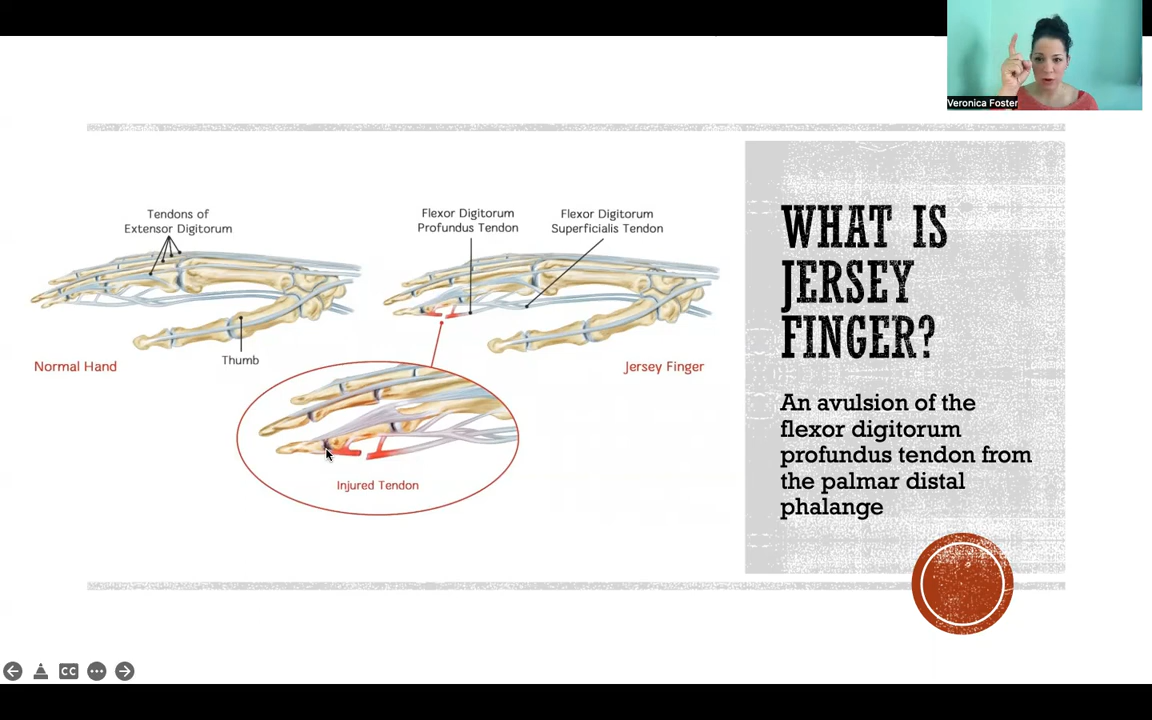 Veronica Foster
Tendons of
Extensor Digitorum
Flexor Digitorum
Profundus Tendon
Flexor Digitorum
Superficialis Tendon
Thumb
Normal Hand
Jersey Finger
Injured Tendon
WHAT IS
JERSEY
FINGER?
An avulsion of the
flexor digitorum
profundus tendon from
the palmar distal
phalange
CC